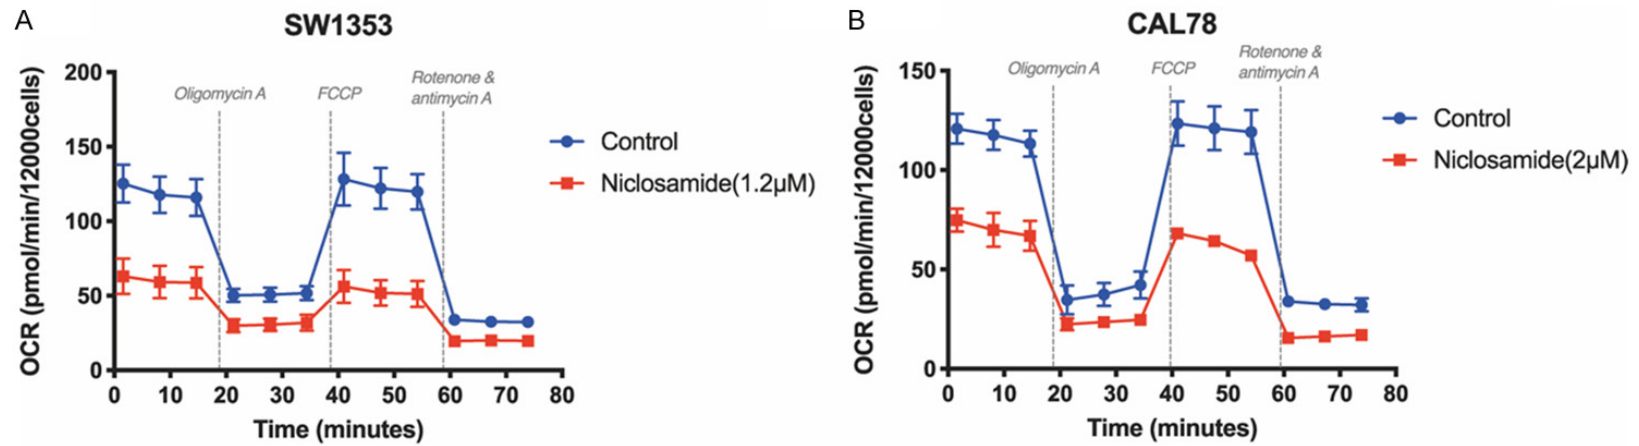 A
SW1353
OCR (pmol/min/12000cells)
200
150
100
50
0
Oligomycin A
FCCP
Rotenone &
antimycin A
0 10 20 30 40 50 60 70 80
Time (minutes)
Control
Niclosamide(1.2μM)
B
CAL78
OCR (pmol/min/12000cells)
150
100
50
0
Oligomycin A
FCCP
Rotenone &
antimycin A
0 10 20 30 40 50 60 70 80
Time (minutes)
Control
Niclosamide(2μM)